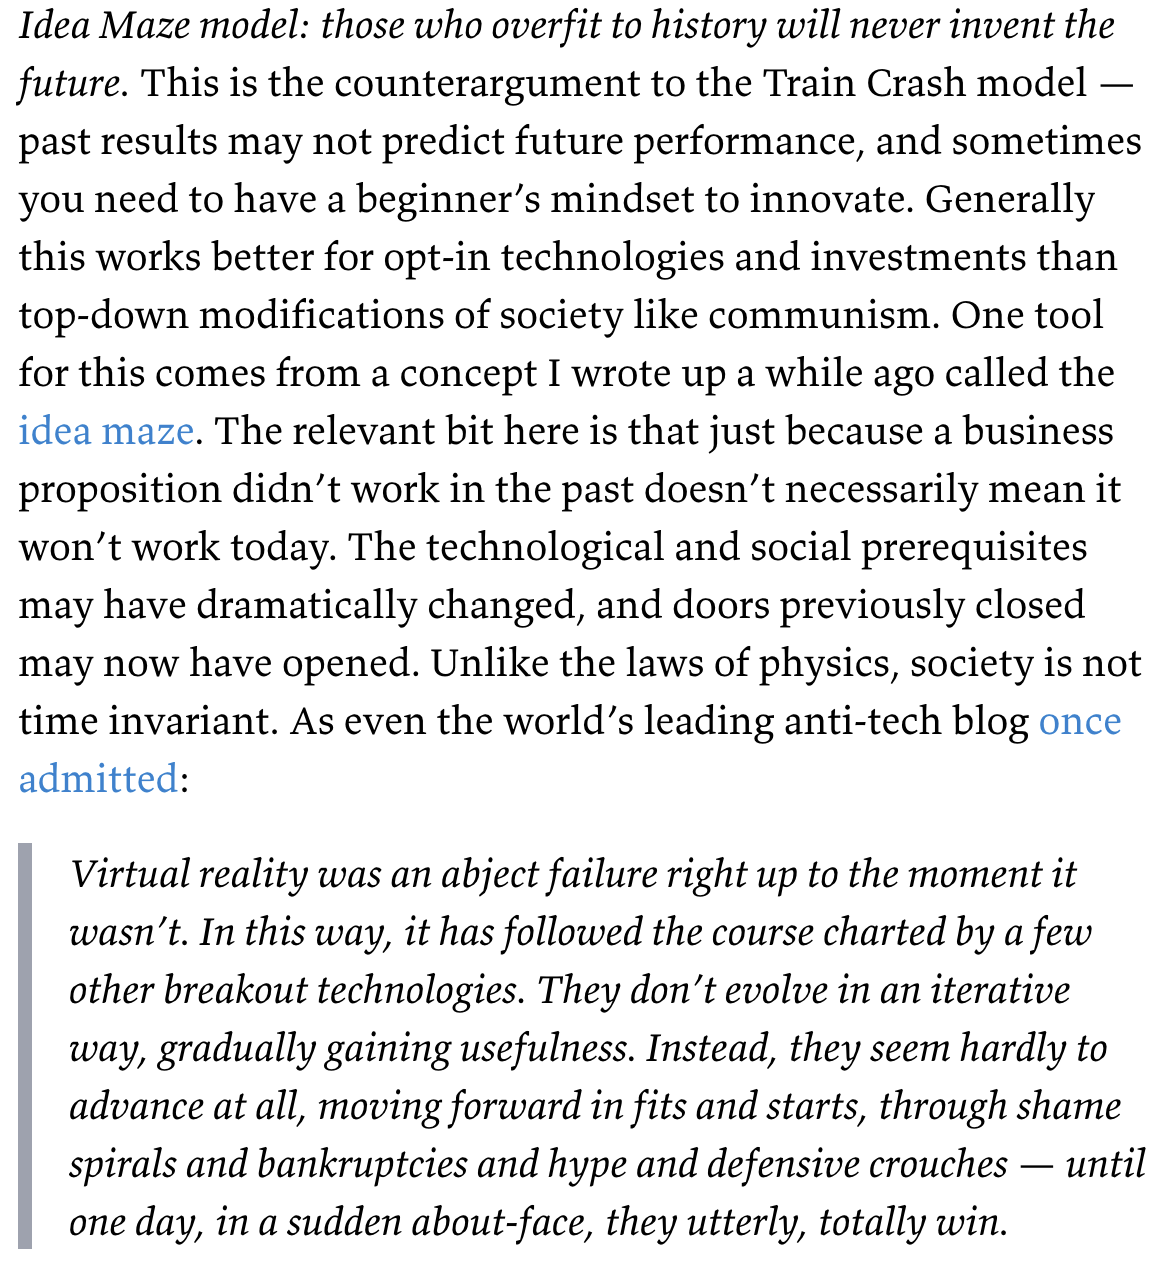 Idea Maze model: those who overfit to history will never invent the
future. This is the counterargument to the Train Crash model —
past results may not predict future performance, and sometimes
you need to have a beginner’s mindset to innovate. Generally
this works better for opt-in technologies and investments than
top-down modifications of society like communism. One tool
for this comes from a concept I wrote up a while ago called the
idea maze. The relevant bit here is that just because a business
proposition didn’t work in the past doesn’t necessarily mean it
won’t work today. The technological and social prerequisites
may have dramatically changed, and doors previously closed
may now have opened. Unlike the laws of physics, society is not
time invariant. As even the world’s leading anti-tech blog once
admitted:
Virtual reality was an abject failure right up to the moment it
wasn’t. In this way, it has followed the course charted by a few
other breakout technologies. They don’t evolve in an iterative
way, gradually gaining usefulness. Instead, they seem hardly to
advance at all, moving forward in fits and starts, through shame
spirals and bankruptcies and hype and defensive crouches — until
one day, in a sudden about-face, they utterly, totally win.